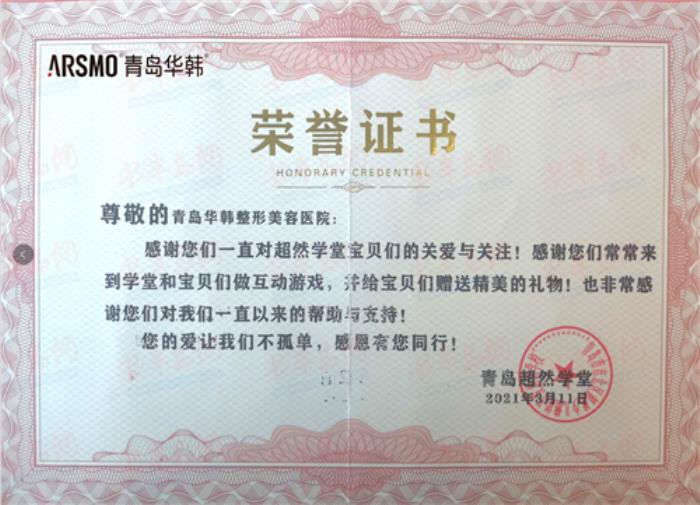 ARSMO 青岛华韩
荣誉证书
HONORARY CREDENTIAL
尊敬的青岛华韩整形美容医院：
感谢您们一直对超然学堂宝贝们的关爱与关注！感谢您们常常来
到学堂和宝贝们做互动游戏，并给宝贝们赠送精美的礼物！也非常感
谢您们对我们一直以来的帮助与支持！
您的爱让我们不孤单，感恩有您同行！
青岛超然学堂
2021年3月11日